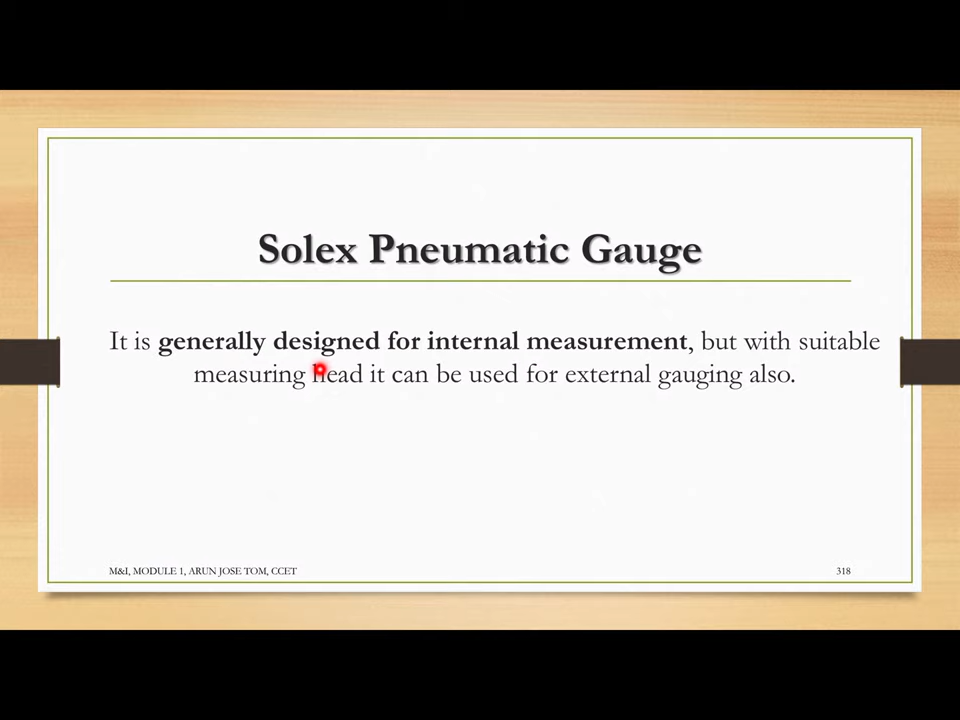 Solex Pneumatic Gauge
It is generally designed for internal measurement, but with suitable
measuring head it can be used for external gauging also.
M&I, MODULE 1, ARUN JOSE TOM, CCET
318